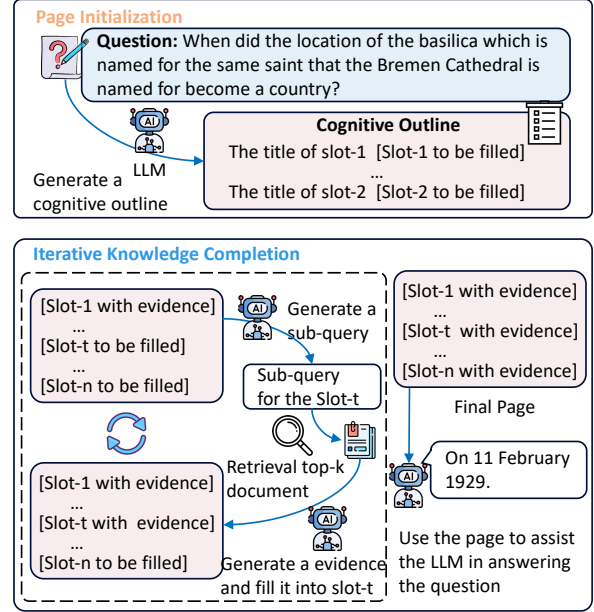 Page Initialization
Question: When did the location of the basilica which is
named for the same saint that the Bremen Cathedral is
named for become a country?
AI
LLM
Generate a
cognitive outline
Cognitive Outline
The title of slot-1 [Slot-1 to be filled]
...
The title of slot-2 [Slot-2 to be filled]
Iterative Knowledge Completion
[Slot-1 with evidence]
...
[Slot-t to be filled]
...
[Slot-n to be filled]
AI
Generate a
sub-query
Sub-query
for the Slot-t
Retrieval top-k
document
[Slot-1 with evidence]
...
[Slot-t with evidence]
...
[Slot-n to be filled]
AI
Generate a evidence
and fill it into slot-t
[Slot-1 with evidence]
...
[Slot-t with evidence]
...
[Slot-n with evidence]
Final Page
AI
On 11 February
1929.
Use the page to assist
the LLM in answering
the question